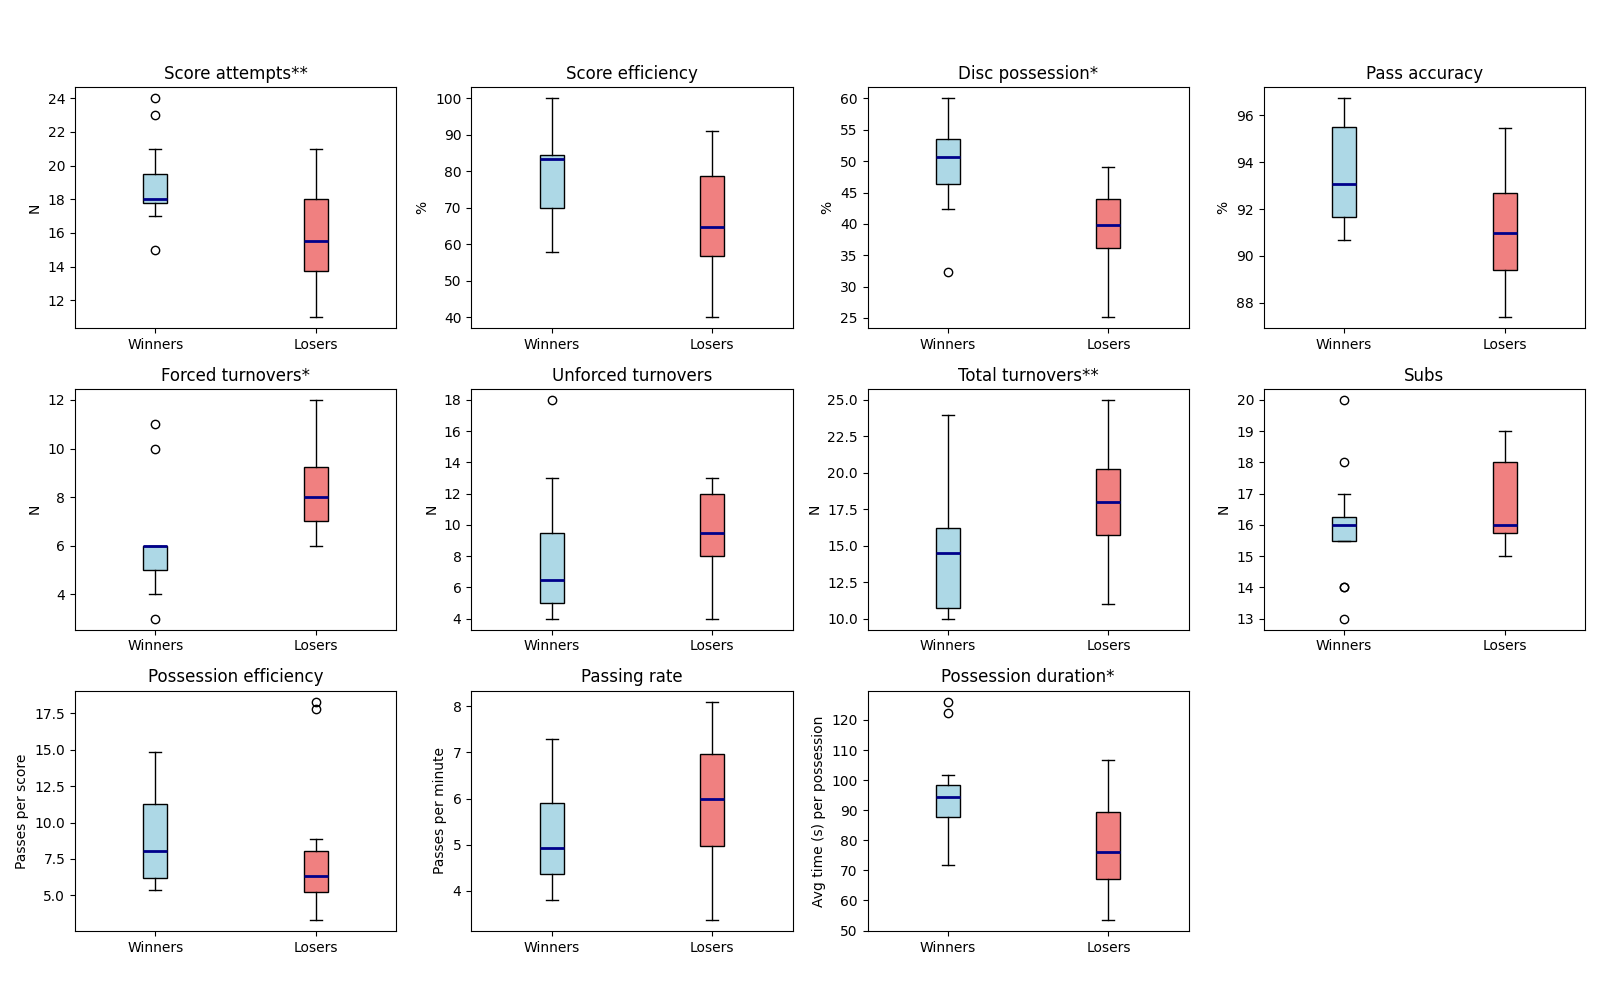 Score attempts**
N
24
22
20
18
16
14
12
Winners Losers
Score efficiency
%
100
90
80
70
60
50
40
Winners Losers
Disc possession*
%
60
55
50
45
40
35
30
25
Winners Losers
Pass accuracy
%
96
94
92
90
88
Winners Losers
Forced turnovers*
N
12
10
8
6
4
Winners Losers
Unforced turnovers
N
18
16
14
12
10
8
6
4
Winners Losers
Total turnovers**
N
25.0
22.5
20.0
17.5
15.0
12.5
10.0
Winners Losers
Subs
N
20
19
18
17
16
15
14
13
Winners Losers
Possession efficiency
Passes per score
17.5
15.0
12.5
10.0
7.5
5.0
Winners Losers
Passing rate
Passes per minute
8
7
6
5
4
Winners Losers
Possession duration*
Avg time (s) per possession
120
110
100
90
80
70
60
50
Winners Losers